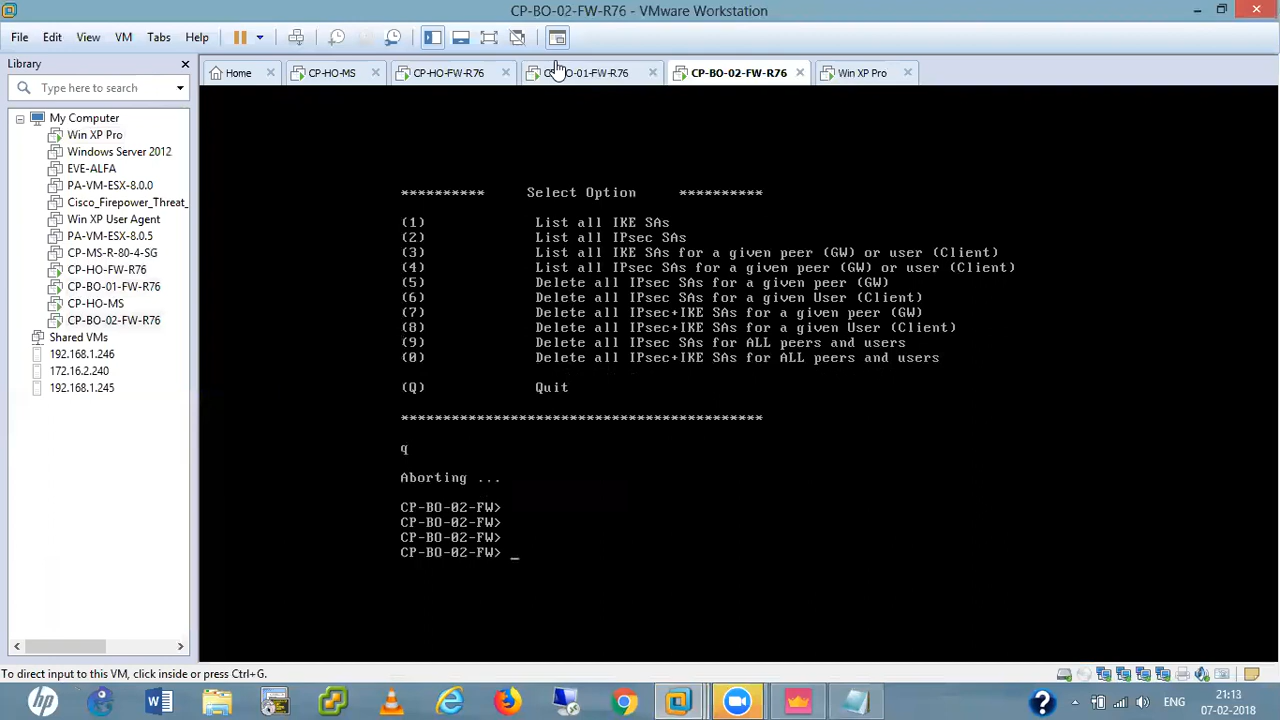 CP-BO-02-FW-R76 - VMware Workstation
File Edit View VM Tabs Help
Library
Home CP-HO-MS CP-HO-FW-R76 O-01-FW-R76 CP-BO-02-FW-R76 Win XP Pro
Type here to search
My Computer
Win XP Pro
Windows Server 2012
EVE-ALFA
PA-VM-ESX-8.0.0
Cisco_Firepower_Threat_
Win XP User Agent
PA-VM-ESX-8.0.5
CP-MS-R-80-4-SG
CP-HO-FW-R76
CP-BO-01-FW-R76
CP-HO-MS
CP-BO-02-FW-R76
Shared VMs
192.168.1.246
172.16.2.240
192.168.1.245
********** Select Option **********
(1) List all IKE SAs
(2) List all IPsec SAs
(3) List all IKE SAs for a given peer (GW) or user (Client)
(4) List all IPsec SAs for a given peer (GW) or user (Client)
(5) Delete all IPsec SAs for a given peer (GW)
(6) Delete all IPsec SAs for a given User (Client)
(7) Delete all IPsec+IKE SAs for a given peer (GW)
(8) Delete all IPsec+IKE SAs for a given User (Client)
(9) Delete all IPsec SAs for ALL peers and users
(0) Delete all IPsec+IKE SAs for ALL peers and users
(Q) Quit
*******************************************
q
Aborting ...
CP-BO-02-FW>
CP-BO-02-FW>
CP-BO-02-FW>
CP-BO-02-FW> _
To direct input to this VM, click inside or press Ctrl+G.
ENG
21:13
07-02-2018